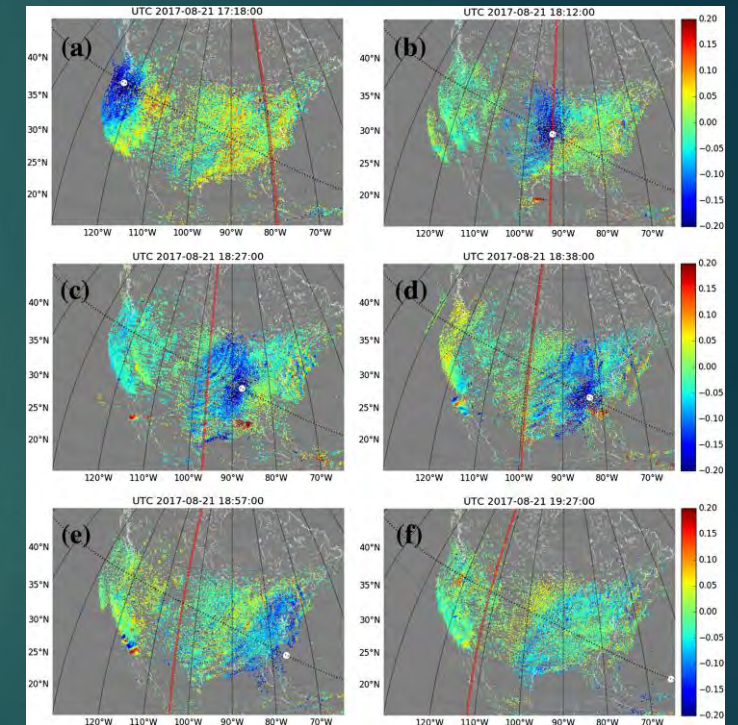 UTC 2017-08-21 17:18:00
(a)
40°N
35°N
30°N
25°N
20°N
120°W 110°W 100°W 90°W 80°W 70°W
UTC 2017-08-21 18:12:00
(b)
40°N
35°N
30°N
25°N
20°N
120°W 110°W 100°W 90°W 80°W 70°W
0.20
0.15
0.10
0.05
0.00
−0.05
−0.10
−0.15
−0.20
UTC 2017-08-21 18:27:00
(c)
40°N
35°N
30°N
25°N
20°N
120°W 110°W 100°W 90°W 80°W 70°W
UTC 2017-08-21 18:38:00
(d)
40°N
35°N
30°N
25°N
20°N
120°W 110°W 100°W 90°W 80°W 70°W
0.20
0.15
0.10
0.05
0.00
−0.05
−0.10
−0.15
−0.20
UTC 2017-08-21 18:57:00
(e)
40°N
35°N
30°N
25°N
20°N
120°W 110°W 100°W 90°W 80°W 70°W
UTC 2017-08-21 19:27:00
(f)
40°N
35°N
30°N
25°N
20°N
120°W 110°W 100°W 90°W 80°W 70°W
0.20
0.15
0.10
0.05
0.00
−0.05
−0.10
−0.15
−0.20